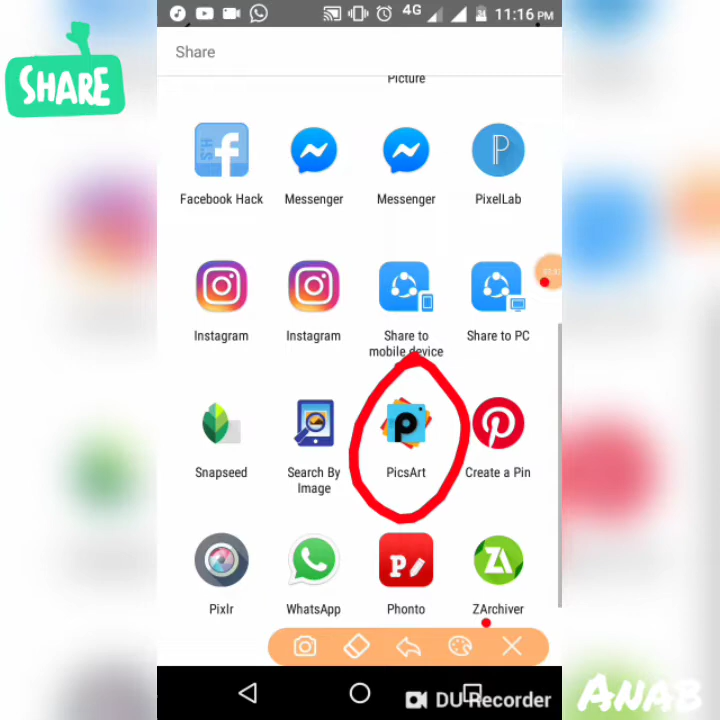 4G
11:16 PM
SHARE
Share
Picture
Facebook Hack
Messenger
Messenger
PixelLab
Instagram
Instagram
Share to
mobile device
Share to PC
Snapseed
Search By
Image
PicsArt
Create a Pin
Pixlr
WhatsApp
Phonto
ZArchiver
DU Recorder
ANAB